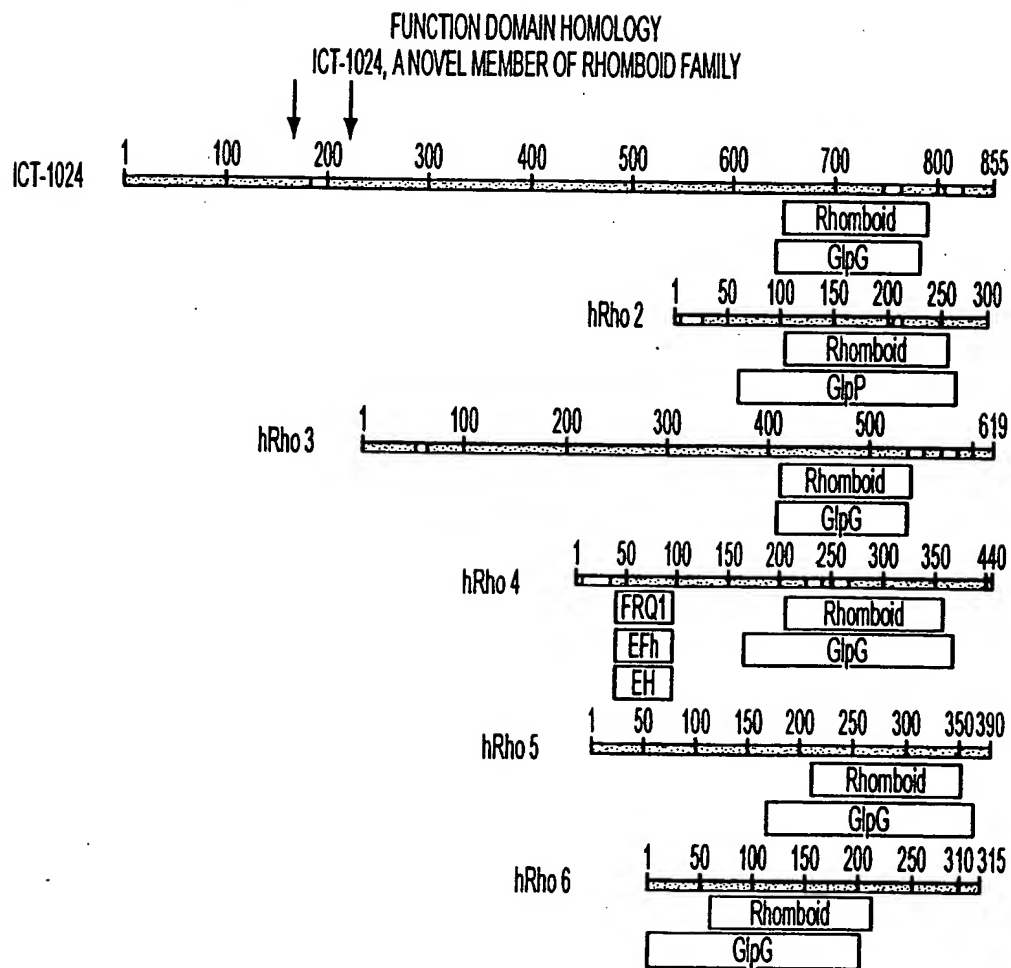 FUNCTION DOMAIN HOMOLOGY
ICT-1024, A NOVEL MEMBER OF RHOMBOID FAMILY
ICT-1024
1 100 200 300 400 500 600 700 800 855
Rhomboid
GlpG
hRho 2
1 50 100 150 200 250 300
Rhomboid
GlpP
hRho 3
1 100 200 300 400 500 619
Rhomboid
GlpG
hRho 4
1 50 100 150 200 250 300 350 440
FRQ1
Rhomboid
EFh
GlpG
EH
hRho 5
1 50 100 150 200 250 300 350 390
Rhomboid
GlpG
hRho 6
1 50 100 150 200 250 310 315
Rhomboid
GlpG